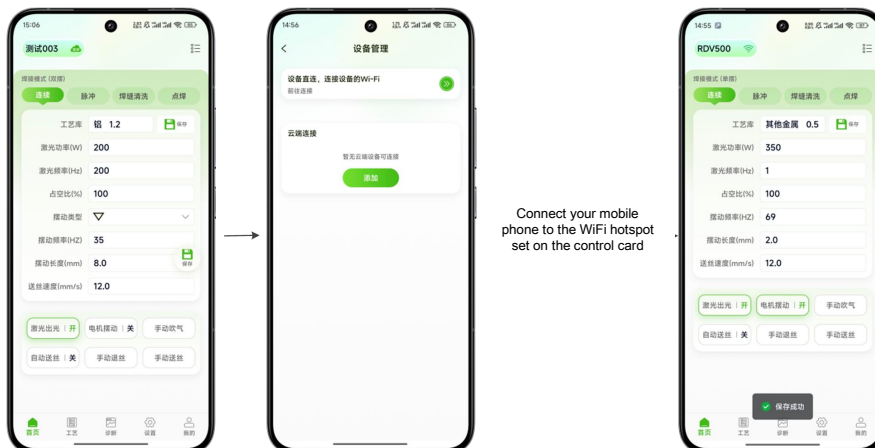 15:06
测试003
焊接模式 (双摆)
连续
脉冲
焊缝清洗
点焊
工艺库 铝 1.2 保存
激光功率(W) 200
激光频率(Hz) 200
占空比(%) 100
摆动类型
摆动频率(HZ) 35
摆动长度(mm) 8.0
保存
送丝速度(mm/s) 12.0
激光出光 | 开
电机摆动 | 关
手动吹气
自动送丝 | 关
手动退丝
手动送丝
首页
工艺
诊断
设置
我的
14:56
设备管理
设备直连，连接设备的Wi-Fi
前往连接
云端连接
暂无云端设备可连接
添加
Connect your mobile
phone to the WiFi hotspot
set on the control card
14:55
RDV500
焊接模式 (单摆)
连续
脉冲
焊缝清洗
点焊
工艺库 其他金属 0.5 保存
激光功率(W) 350
激光频率(Hz) 1
占空比(%) 100
摆动频率(HZ) 69
摆动长度(mm) 2.0
送丝速度(mm/s) 12.0
激光出光 | 开
电机摆动 | 开
手动吹气
自动送丝 | 关
手动退丝
手动送丝
保存成功
首页
工艺
诊断
设置
我的